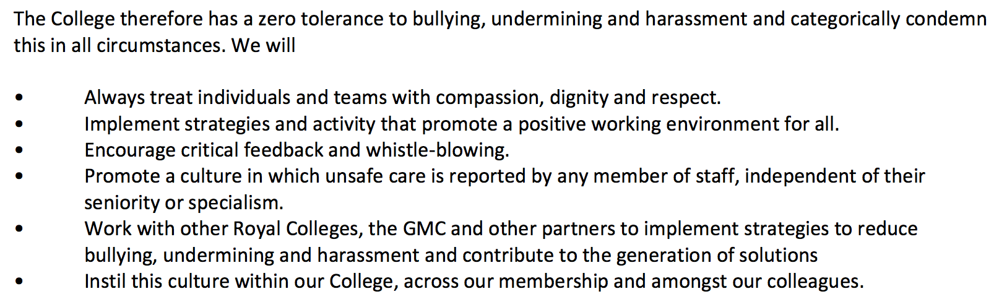 The College therefore has a zero tolerance to bullying, undermining and harassment and categorically condemn
this in all circumstances. We will
• Always treat individuals and teams with compassion, dignity and respect.
• Implement strategies and activity that promote a positive working environment for all.
• Encourage critical feedback and whistle-blowing.
• Promote a culture in which unsafe care is reported by any member of staff, independent of their
seniority or specialism.
• Work with other Royal Colleges, the GMC and other partners to implement strategies to reduce
bullying, undermining and harassment and contribute to the generation of solutions
• Instil this culture within our College, across our membership and amongst our colleagues.